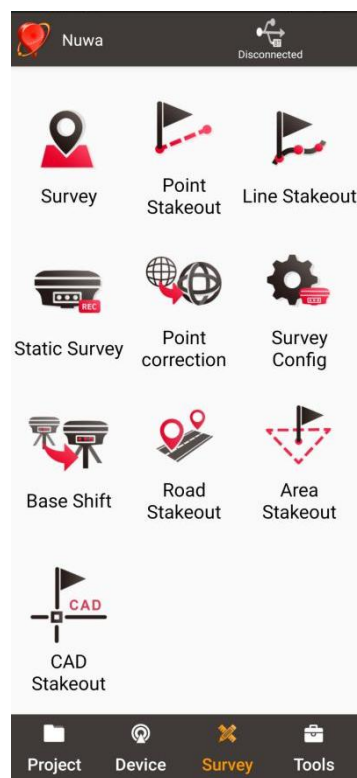 Nuwa
Disconnected
Survey
Point
Stakeout
Line Stakeout
REC
Static Survey
Point
correction
Survey
Config
Base Shift
Road
Stakeout
Area
Stakeout
CAD
CAD
Stakeout
Project
Device
Survey
Tools